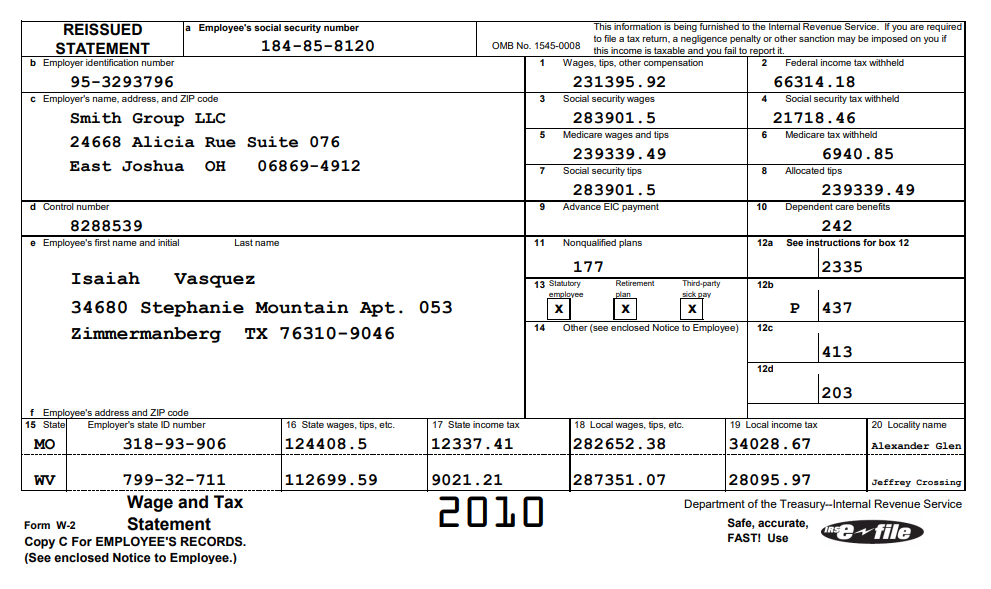 REISSUED STATEMENT
a Employee's social security number
184-85-8120
OMB No. 1545-0008
This information is being furnished to the Internal Revenue Service. If you are required
to file a tax return, a negligence penalty or other sanction may be imposed on you if
this income is taxable and you fail to report it.
b Employer identification number
95-3293796
1 Wages, tips, other compensation
231395.92
2 Federal income tax withheld
66314.18
c Employer's name, address, and ZIP code
Smith Group LLC
24668 Alicia Rue Suite 076
East Joshua OH 06869-4912
3 Social security wages
283901.5
4 Social security tax withheld
21718.46
5 Medicare wages and tips
239339.49
6 Medicare tax withheld
6940.85
7 Social security tips
283901.5
8 Allocated tips
239339.49
d Control number
8288539
9 Advance EIC payment
10 Dependent care benefits
242
e Employee's first name and initial Last name
Isaiah Vasquez
34680 Stephanie Mountain Apt. 053
Zimmermanberg TX 76310-9046
11 Nonqualified plans
177
12a See instructions for box 12
2335
13 Statutory employee Retirement plan Third-party sick pay
X X X
12b
P 437
14 Other (see enclosed Notice to Employee)
12c
413
12d
203
f Employee's address and ZIP code
15 State Employer's state ID number 16 State wages, tips, etc. 17 State income tax 18 Local wages, tips, etc. 19 Local income tax 20 Locality name
MO 318-93-906 124408.5 12337.41 282652.38 34028.67 Alexander Glen
WV 799-32-711 112699.59 9021.21 287351.07 28095.97 Jeffrey Crossing
Form W-2 Wage and Tax Statement
2010
Department of the Treasury--Internal Revenue Service
Copy C For EMPLOYEE'S RECORDS.
(See enclosed Notice to Employee.)
Safe, accurate,
FAST! Use
IRS e file